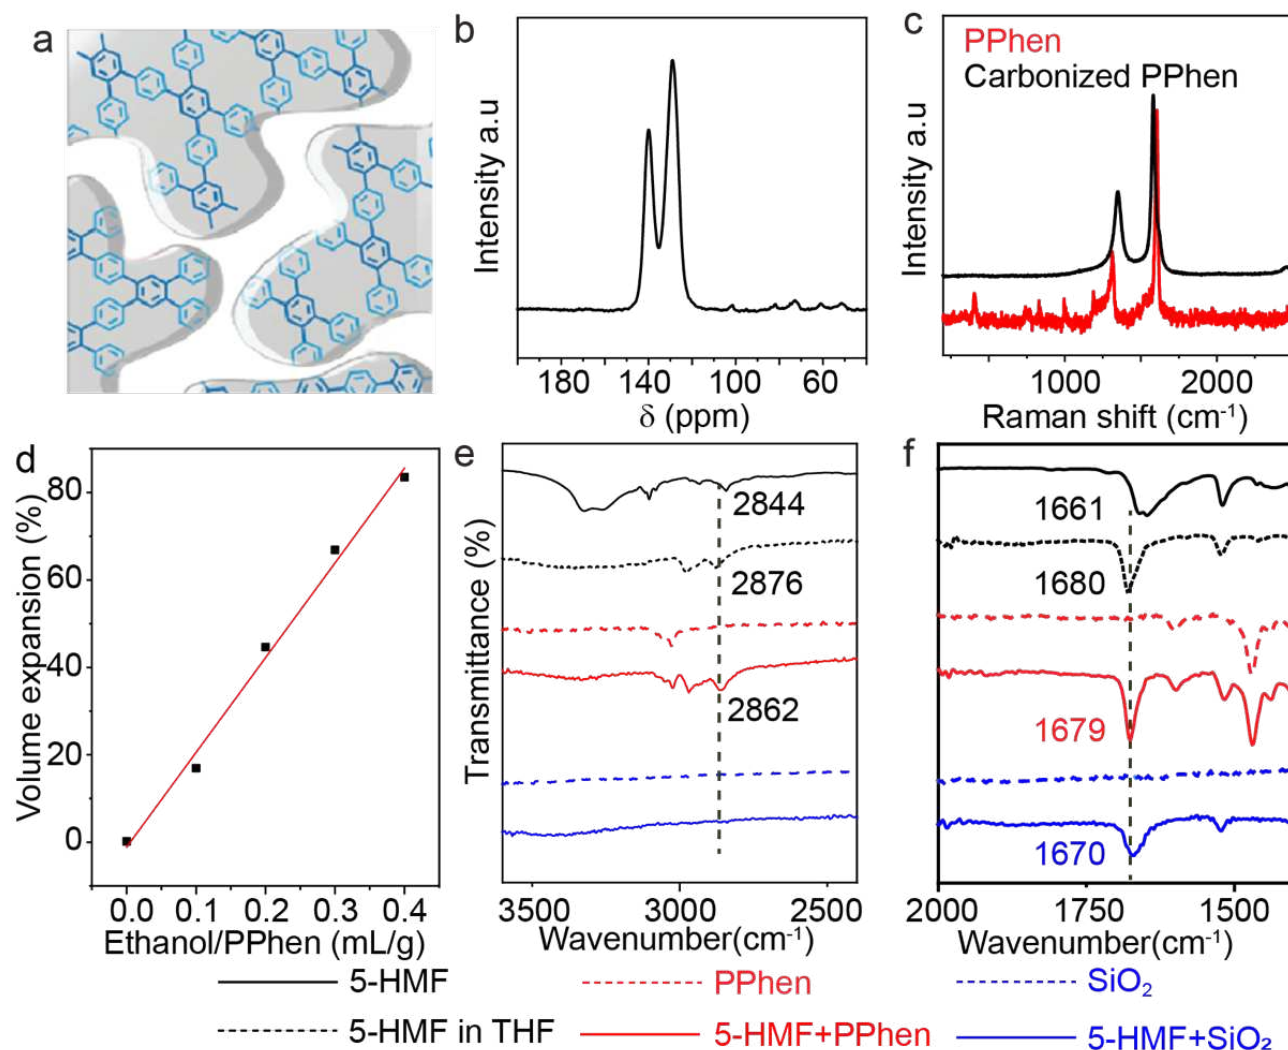 a
b
Intensity a.u
180
140
100
60
δ (ppm)
c
PPhen
Carbonized PPhen
Intensity a.u
1000
2000
Raman shift (cm⁻¹)
d
Volume expansion (%)
80
60
40
20
0
0.0 0.1 0.2 0.3 0.4
Ethanol/PPhen (mL/g)
e
Transmittance (%)
2844
2876
2862
3500 3000 2500
Wavenumber(cm⁻¹)
f
1661
1680
1679
1670
2000 1750 1500
Wavenumber(cm⁻¹)
5-HMF
PPhen
SiO₂
5-HMF in THF
5-HMF+PPhen
5-HMF+SiO₂